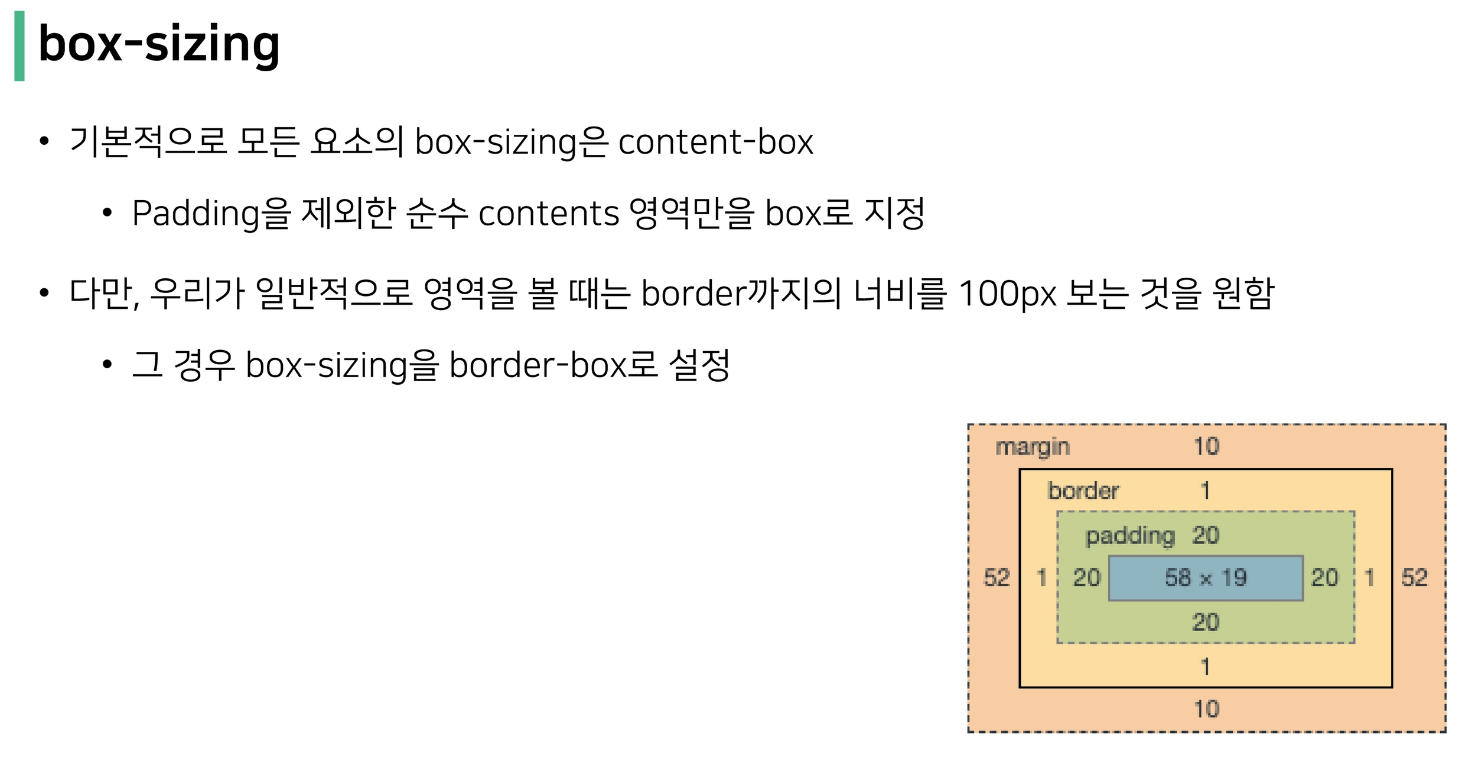 box-sizing
• 기본적으로 모든 요소의 box-sizing은 content-box
• Padding을 제외한 순수 contents 영역만을 box로 지정
• 다만, 우리가 일반적으로 영역을 볼 때는 border까지의 너비를 100px 보는 것을 원함
• 그 경우 box-sizing을 border-box로 설정
margin 10
border 1
padding 20
52 1 20 58 × 19 20 1 52
20
1
10